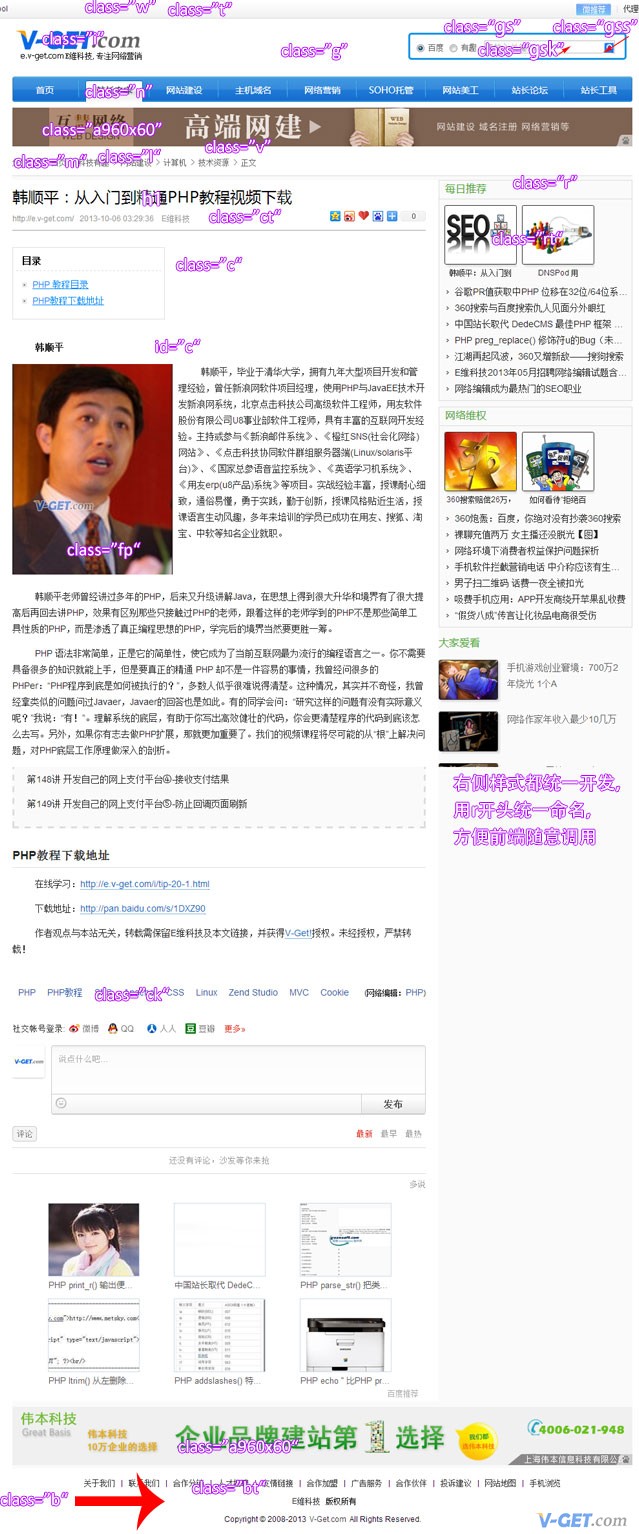 class="w"
class="t"
微推荐 | 代理
V-GET.com
e.v-get.com E维科技, 专注网络营销
class="g"
class="gs"
class="gss"
百度
有趣
class="gsk"
首页
class="n"
网站建设
主机域名
网络营销
SOHO托管
网站美工
站长论坛
站长工具
class="a960x60"
高端网建
WEB
网站建设 域名注册 网络营销等
class="v"
class="m"
class="l"
计算机 > 技术资源 > 正文
韩顺平：从入门到精通PHP教程视频下载
h1
http://e.v-get.com/ 2013-10-06 03:29:36 E维科技
class="ct"
0
目录
PHP 教程目录
PHP教程下载地址
class="c"
韩顺平
id="c"
V-GET.com
class="fp"
韩顺平，毕业于清华大学，拥有九年大型项目开发和管
理经验，曾任新浪网软件项目经理，使用PHP与JavaEE技术开
发新浪网系统，北京点击科技公司高级软件工程师，用友软件
股份有限公司U8事业部软件工程师，具有丰富的互联网开发经
验。主持或参与《新浪邮件系统》、《橙红SNS(社会化网络)
网站》、《点击科技协同软件群组服务器端(Linux/solaris平
台)》、《国家总参语音监控系统》、《英语学习机系统》、
《用友erp(u8产品)系统》等项目。实战经验丰富，授课耐心细
致，通俗易懂，勇于实践，勤于创新，授课风格贴近生活，授
课语言生动风趣，多年来培训的学员已成功在用友、搜狐、淘
宝、中软等知名企业就职。
韩顺平老师曾经讲过多年的PHP，后来又升级讲解Java，在思想上得到很大升华和境界有了很大提
高后再回去讲PHP，效果有区别那些只接触过PHP的老师，跟着这样的老师学到的PHP不是那些简单工
具性质的PHP，而是渗透了真正编程思想的PHP，学完后的境界当然要更胜一筹。
PHP 语法非常简单，正是它的简单性，使它成为了当前互联网最为流行的编程语言之一。你不需要
具备很多的知识就能上手，但是要真正的精通 PHP 却不是一件容易的事情，我曾经问很多的
PHPer：“PHP程序到底是如何被执行的？”，多数人似乎很难说得清楚。这种情况，其实并不奇怪，我曾
经拿类似的问题问过Javaer，Javaer的回答也是如此。有的同学会问：“研究这样的问题有没有实际意义
呢？”我说：“有！”。理解系统的底层，有助于你写出高效健壮的代码，你会更清楚程序的代码到底该怎
么去写。另外，如果你有志去做PHP扩展，那就更加重要了。我们的视频课程将尽可能的从“根”上解决问
题，对PHP底层工作原理做深入的剖析。
第148讲 开发自己的网上支付平台④-接收支付结果
第149讲 开发自己的网上支付平台⑤-防止回调页面刷新
PHP教程下载地址
在线学习：http://e.v-get.com/i/tip-20-1.html
下载地址：http://pan.baidu.com/s/1DXZ90
作者观点与本站无关，转载需保留E维科技及本文链接，并获得V-Get!授权。未经授权，严禁转
载！
PHP PHP教程
class="ck"
CSS Linux Zend Studio MVC Cookie (网络编辑：PHP)
社交帐号登录: 微博 QQ 人人 豆瓣 更多»
V-GET.com
说点什么吧...
发布
评论
最新 最早 最热
还没有评论，沙发等你来抢
多说
PHP print_r() 输出便...
中国站长取代 DedeC...
PHP parse_str() 把类...
PHP ltrim() 从左删除...
PHP addslashes() 特...
PHP echo " 比PHP pr...
百度推荐
class="r"
每日推荐
SEO
class="rt"
韩顺平：从入门到
DNSPod 用
谷歌PR值获取中PHP 位移在32位/64位系...
360搜索与百度搜索仇人见面分外眼红
中国站长取代 DedeCMS 最佳PHP 框架 ...
PHP preg_replace() 修饰符u的Bug（未...
江湖再起风波，360又增新敌——搜狗搜索
E维科技2013年05月招聘网络编辑试题含...
网络编辑成为最热门的SEO职业
网络维权
360搜索赔偿26万，
如何看待“拒绝百
360炮轰：百度，你绝对没有抄袭360搜索
裸聊充值两万 女主播还没脱光【图】
网络环境下消费者权益保护问题探析
手机软件拦截营销电话 中介称应该有生...
男子扫二维码 话费一夜全被扣光
吸费手机应用：APP开发商绕开苹果乱收费
“假货八成”传言让化妆品电商很受伤
大家爱看
手机游戏创业窘境：700万2
年烧光 1个A
网络作家年收入最少10几万
右侧样式都统一开发,
用r开头统一命名,
方便前端随意调用
伟本科技
Great Basis
伟本科技
10万企业的选择
企业品牌建站第1选择
class="a960x60"
我们都
选伟本科技
4006-021-948
上海伟本信息科技有限公司
关于我们 | 联系我们 | 合作分
class="bt"
友情链接 | 合作加盟 | 广告服务 | 合作伙伴 | 投诉建议 | 网站地图 | 手机浏览
class="b"
E维科技 版权所有
Copyright © 2008-2013 V-Get.com All Rights Reserved.
V-GET.com